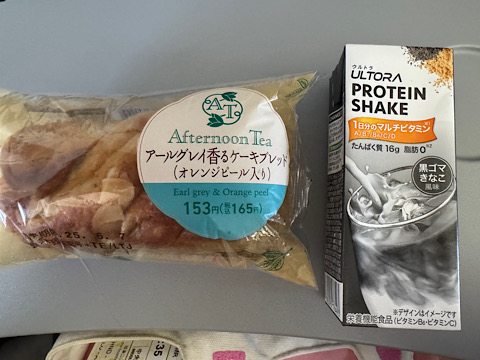 A.T.
Afternoon Tea
アールグレイ香るケーキブレッド
(オレンジピール入り)
Earl grey & Orange peel
153円(税込165円)
25. 5. 7
TE/LJ
ウルトラ
ULTORA
PROTEIN
SHAKE
1日分のマルチビタミン
たんぱく質 16g 脂肪 0
黒ゴマ
きなこ
風味
※デザインはイメージです
栄養機能食品(ビタミンB6・ビタミンC)